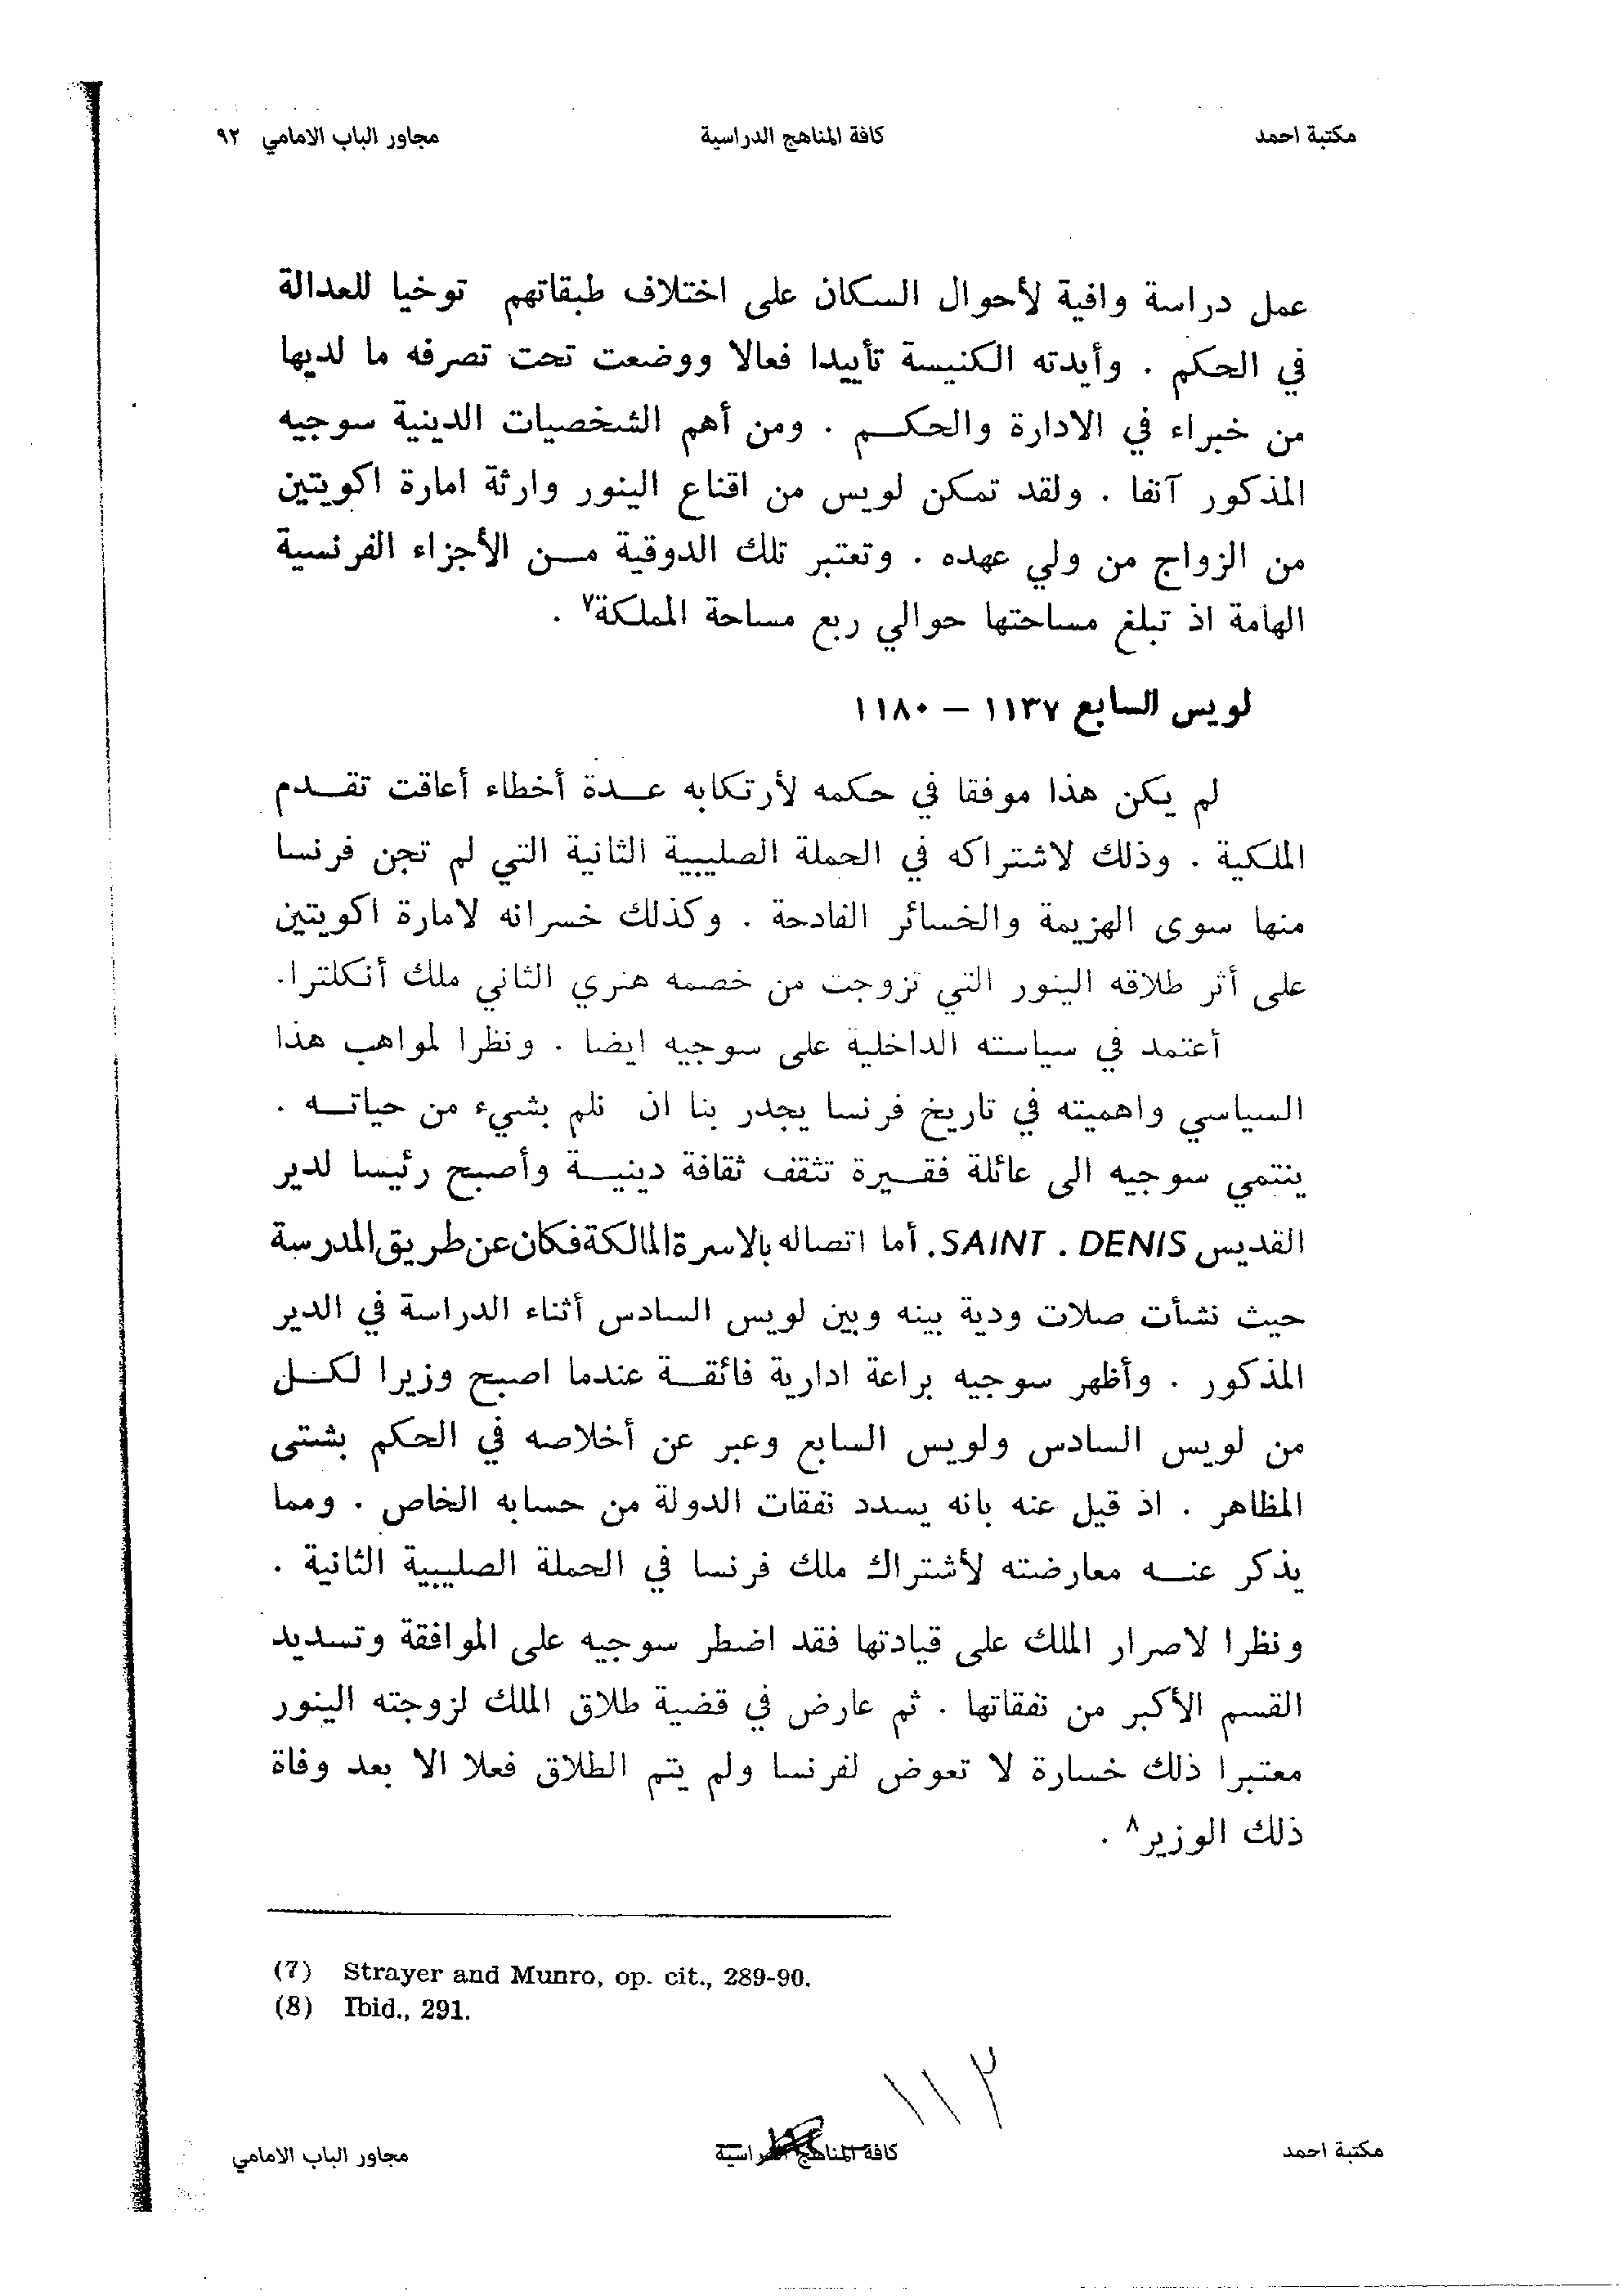 مكتبة احمد كافة المناهج الدراسية مجاور الباب الامامي ٩٢
عمل دراسة وافية لأحوال السكان على اختلاف طبقاتهم توخيا للعدالة
في الحكم . وأيدته الكنيسة تأييدا فعالا ووضعت تحت تصرفه ما لديها
من خبراء في الادارة والحكم . ومن أهم الشخصيات الدينية سوجيه
المذكور آنفا . ولقد تمكن لويس من اقناع الينور وارثة امارة اكويتين
من الزواج من ولي عهده . وتعتبر تلك الدوقية من الأجزاء الفرنسية
الهامة اذ تبلغ مساحتها حوالي ربع مساحة المملكة٧ .
لويس السابع ١١٣٧ – ١١٨٠
لم يكن هذا موفقا في حكمه لأرتكابه عدة أخطاء أعاقت تقدم
الملكية . وذلك لاشتراكه في الحملة الصليبية الثانية التي لم تجن فرنسا
منها سوى الهزيمة والخسائر الفادحة . وكذلك خسرانه لامارة اكويتين
على أثر طلاقه الينور التي تزوجت من خصمه هنري الثاني ملك أنكلترا.
أعتمد في سياسته الداخلية على سوجيه ايضا . ونظرا لمواهب هذا
السياسي واهميته في تاريخ فرنسا يجدر بنا ان نلم بشيء من حياته .
ينتمي سوجيه الى عائلة فقيرة تثقف ثقافة دينية وأصبح رئيسا لدير
القديس SAINT . DENIS. أما اتصاله بالاسرة المالكة فكان عن طريق المدرسة
حيث نشأت صلات ودية بينه وبين لويس السادس أثناء الدراسة في الدير
المذكور . وأظهر سوجيه براعة ادارية فائقة عندما اصبح وزيرا لكل
من لويس السادس ولويس السابع وعبر عن أخلاصه في الحكم بشتى
المظاهر . اذ قيل عنه بانه يسدد نفقات الدولة من حسابه الخاص . ومما
يذكر عنه معارضته لأشتراك ملك فرنسا في الحملة الصليبية الثانية .
ونظرا لاصرار الملك على قيادتها فقد اضطر سوجيه على الموافقة وتسديد
القسم الأكبر من نفقاتها . ثم عارض في قضية طلاق الملك لزوجته الينور
معتبرا ذلك خسارة لا تعوض لفرنسا ولم يتم الطلاق فعلا الا بعد وفاة
ذلك الوزير٨ .
(7) Strayer and Munro, op. cit., 289-90.
(8) Ibid., 291.
١١٢
مكتبة احمد كافة المناهج الدراسية مجاور الباب الامامي